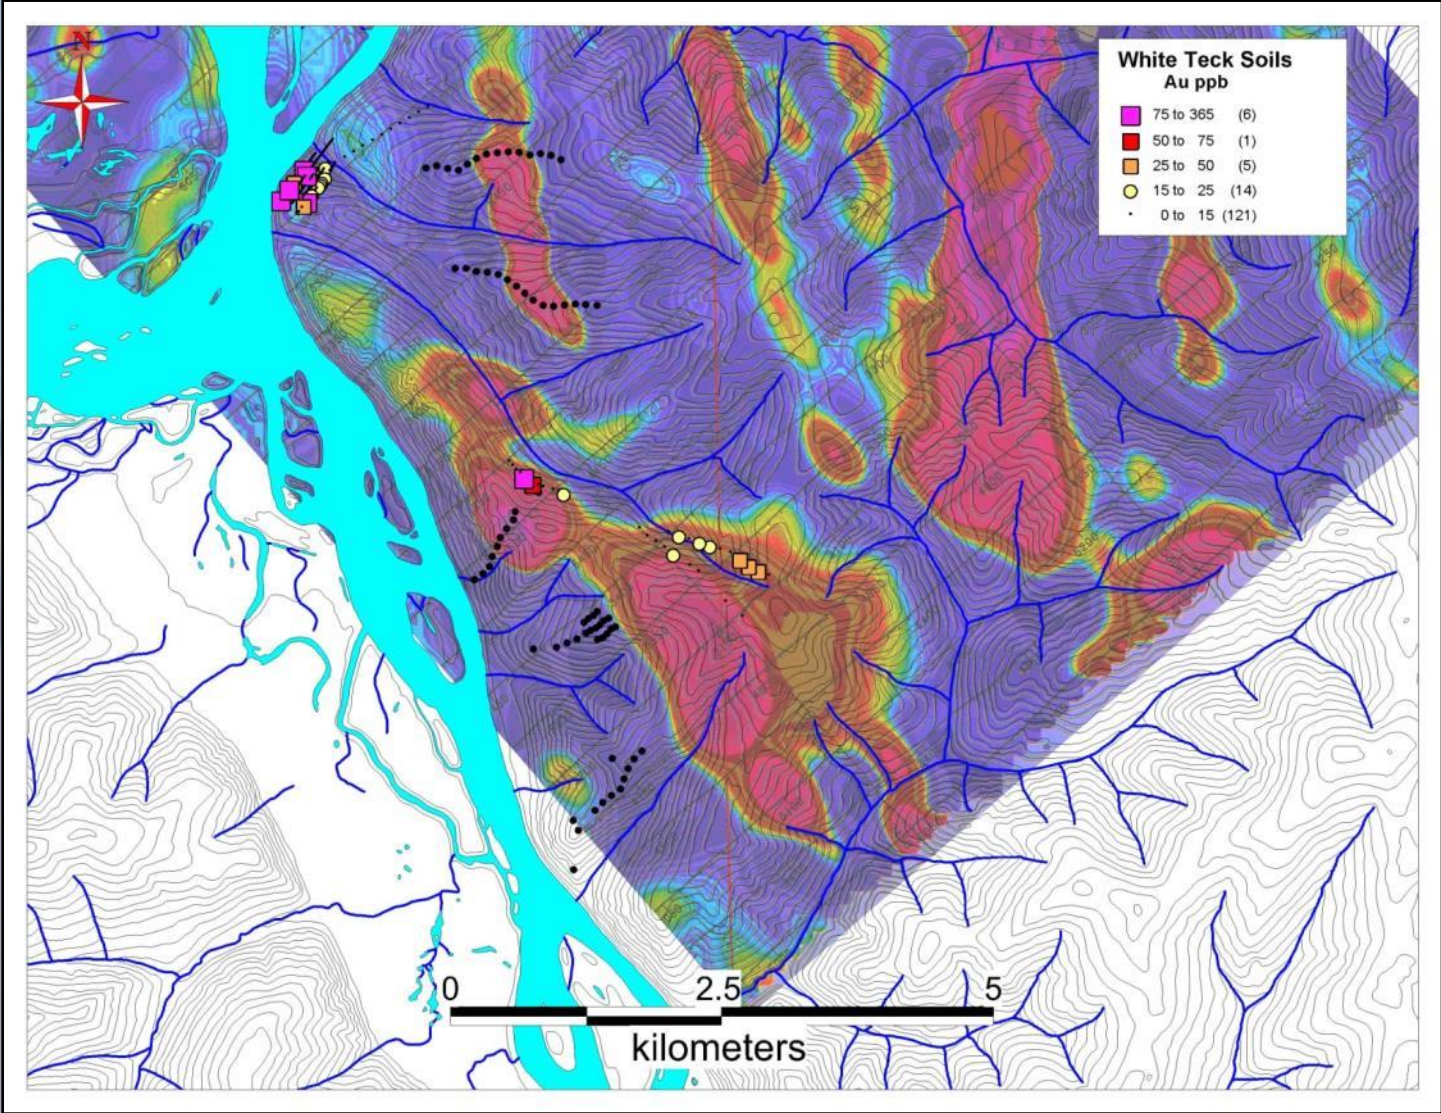 N
White Teck Soils
Au ppb
75 to 365 (6)
50 to 75 (1)
25 to 50 (5)
15 to 25 (14)
0 to 15 (121)
0 2.5 5
kilometers